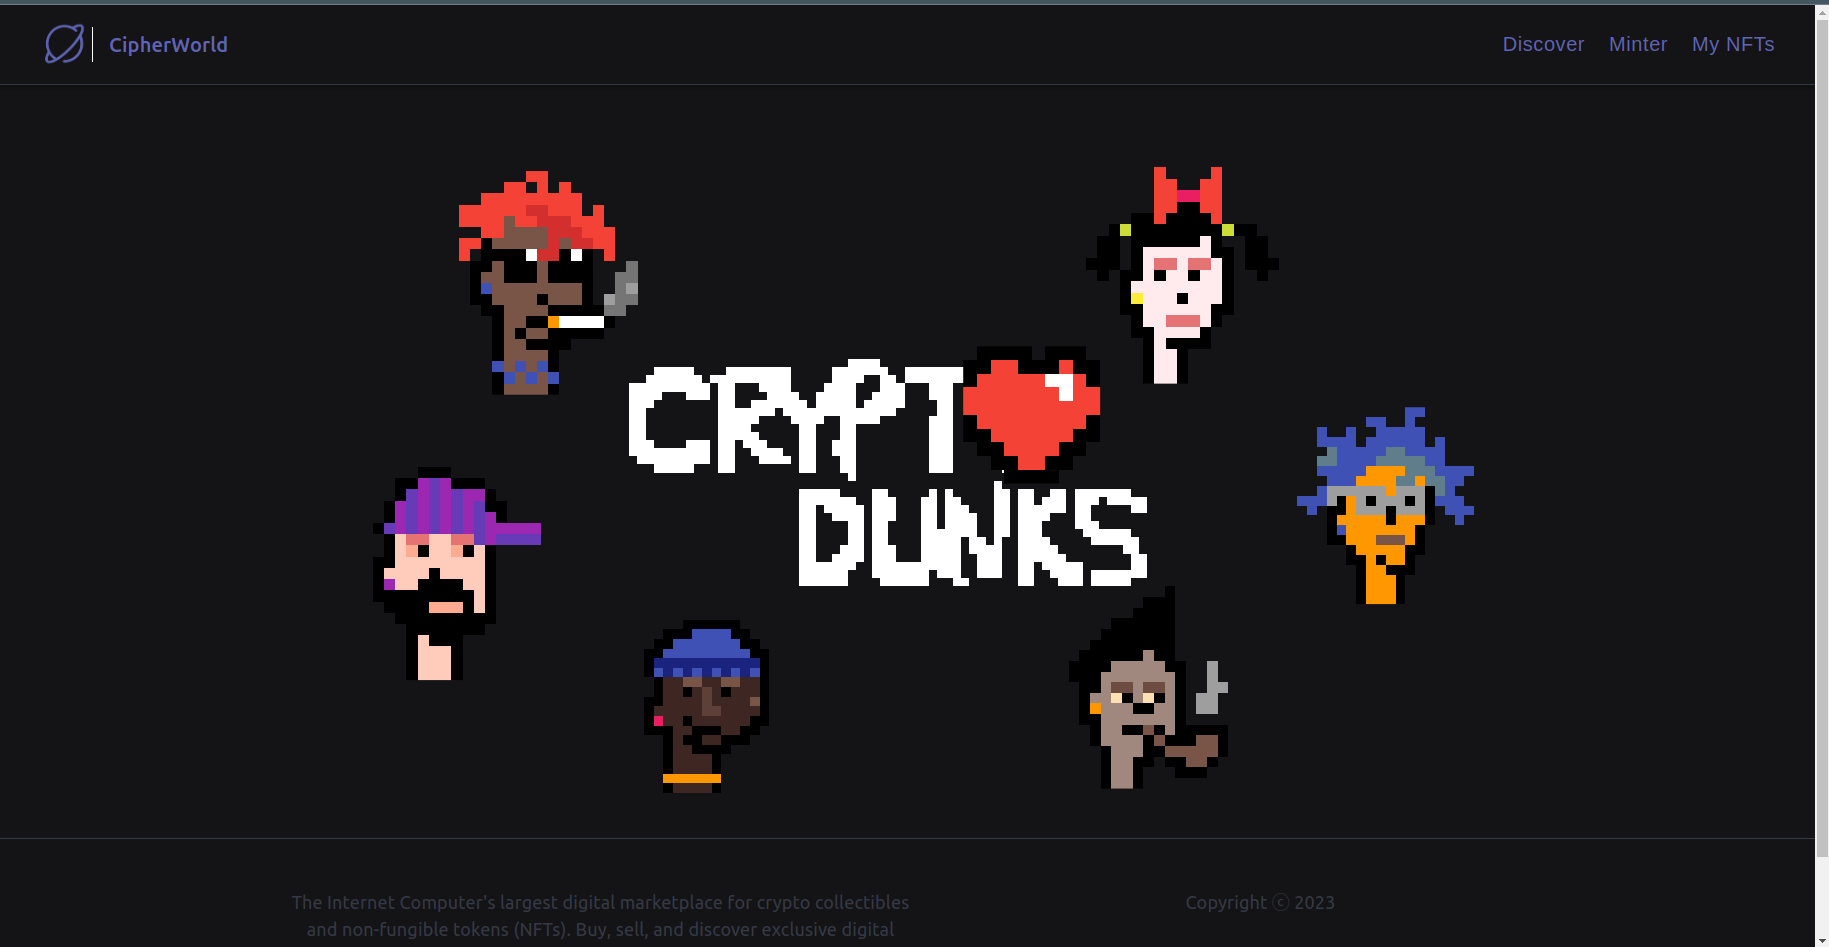 CipherWorld
Discover Minter My NFTs
CRYPT
DUNKS
The Internet Computer's largest digital marketplace for crypto collectibles
and non-fungible tokens (NFTs). Buy, sell, and discover exclusive digital
Copyright ⓒ 2023